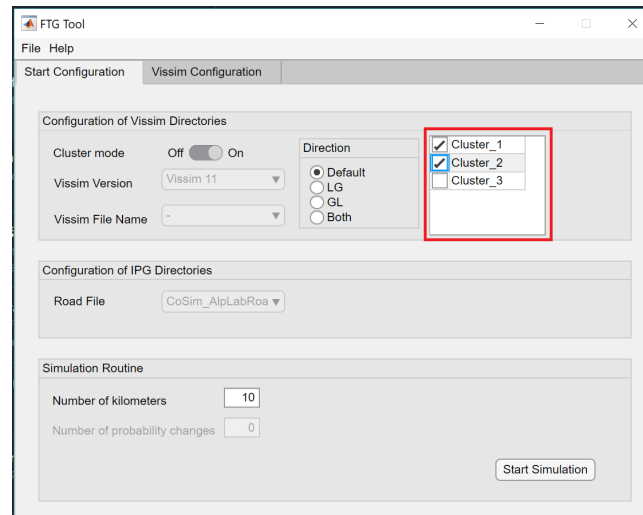 FTG Tool
File Help
Start Configuration Vissim Configuration
Configuration of Vissim Directories
Cluster mode Off On
Vissim Version Vissim 11
Vissim File Name -
Direction
Default
LG
GL
Both
Cluster_1
Cluster_2
Cluster_3
Configuration of IPG Directories
Road File CoSim_AlpLabRoa
Simulation Routine
Number of kilometers 10
Number of probability changes 0
Start Simulation